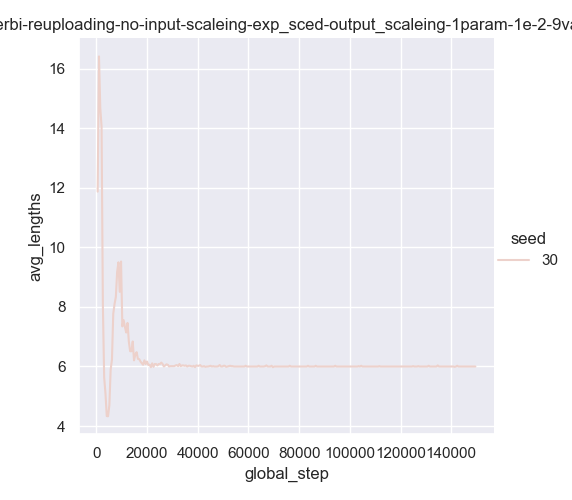 erbi-reuploading-no-input-scaleing-exp_sced-output_scaleing-1param-1e-2-9va
16
14
12
10
8
6
4
avg_lengths
0 20000 40000 60000 80000 100000 120000 140000
global_step
seed
30